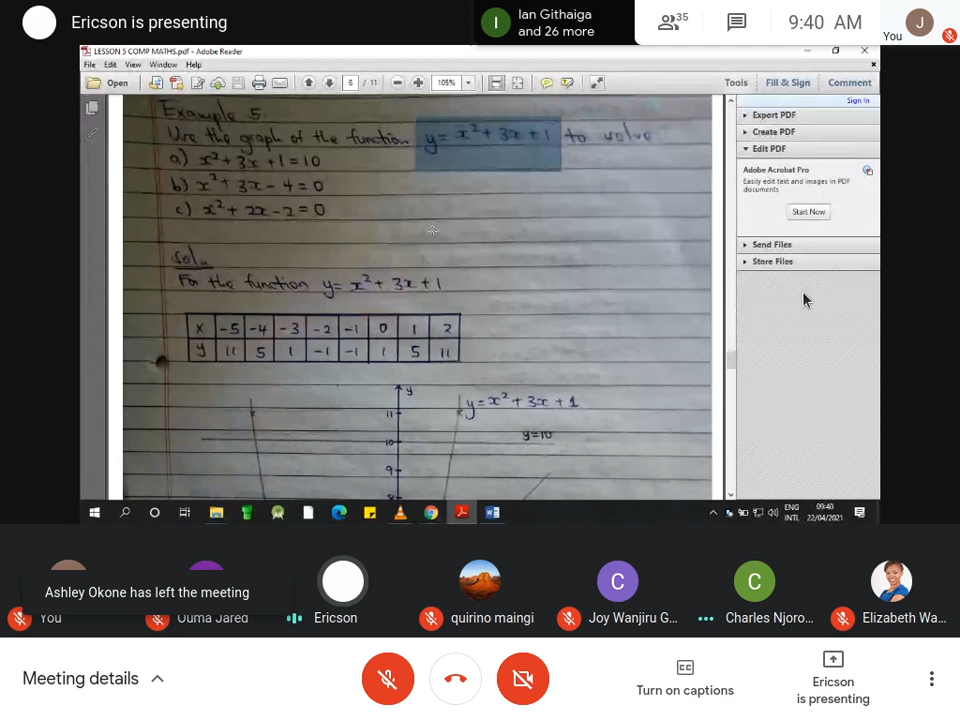 Ericson is presenting
I
Ian Githaiga
and 26 more
35
9:40 AM
You
J
LESSON 5 COMP MATHS.pdf - Adobe Reader
File Edit View Window Help
Open
6 / 11
105%
Tools
Fill & Sign
Comment
Sign In
Export PDF
Create PDF
Edit PDF
Adobe Acrobat Pro
Easily edit text and images in PDF
documents
Start Now
Send Files
Store Files
Example 5
Use the graph of the function y = x² + 3x + 1 to solve
a) x² + 3x + 1 = 10
b) x² + 3x - 4 = 0
c) x² + 2x - 2 = 0
Soln
For the function y = x² + 3x + 1
x -5 -4 -3 -2 -1 0 1 2
y 11 5 1 -1 -1 1 5 11
y
y = x² + 3x + 1
11
y=10
10
9
8
ENG
INTL
09:40
22/04/2021
Ashley Okone has left the meeting
C
C
You
Ouma Jared
Ericson
quirino maingi
Joy Wanjiru G...
Charles Njoro...
Elizabeth Wa...
Meeting details
Turn on captions
Ericson
is presenting